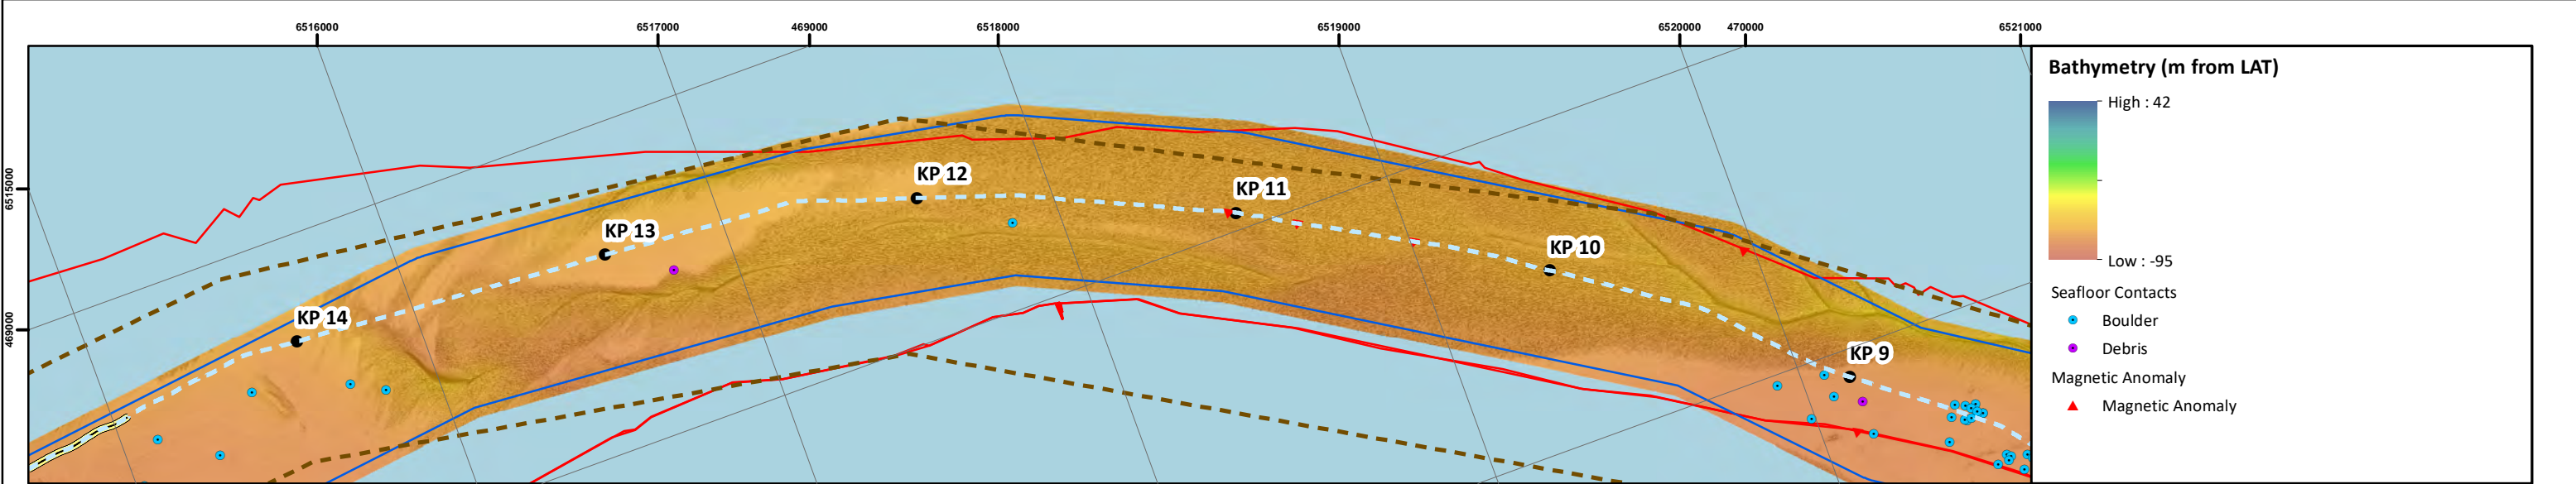 6516000 6517000 469000 6518000 6519000 6520000 470000 6521000
6515000
469000
KP 14
KP 13
KP 12
KP 11
KP 10
KP 9
Bathymetry (m from LAT)
High : 42
Low : -95
Seafloor Contacts
Boulder
Debris
Magnetic Anomaly
Magnetic Anomaly